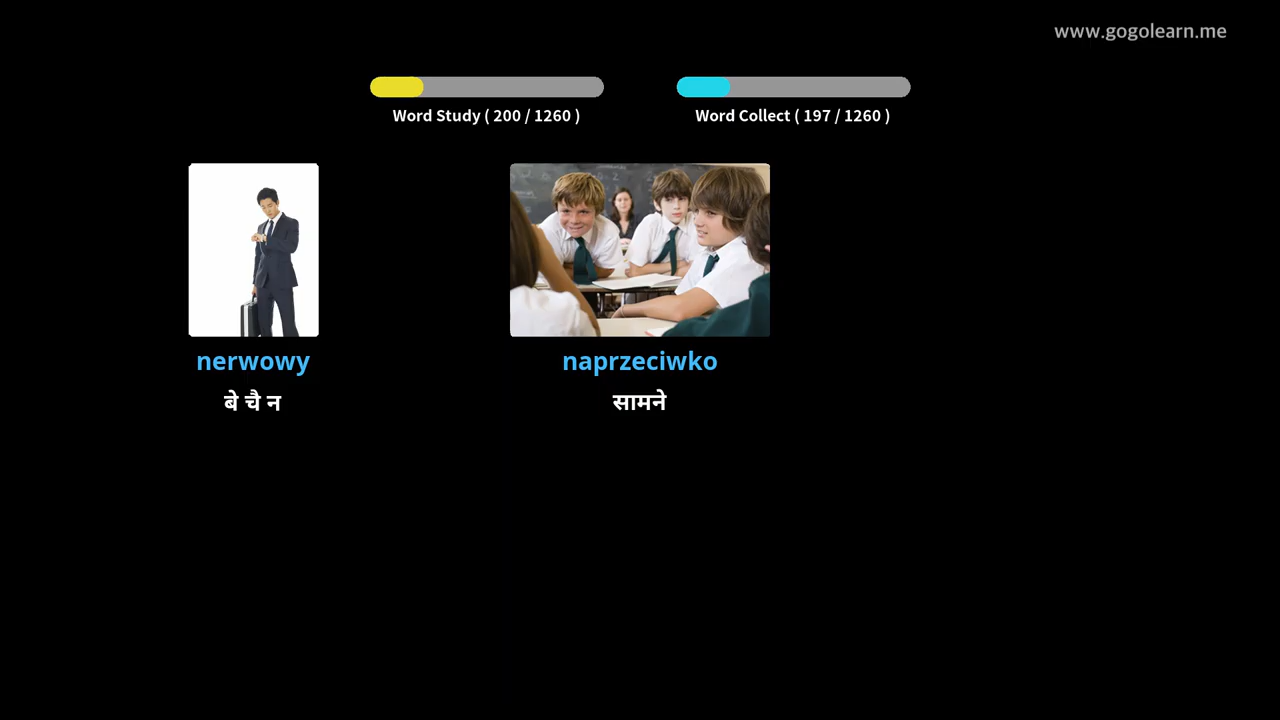 www.gogolearn.me
Word Study ( 200 / 1260 )
Word Collect ( 197 / 1260 )
nerwowy
बे चै न
naprzeciwko
सामने